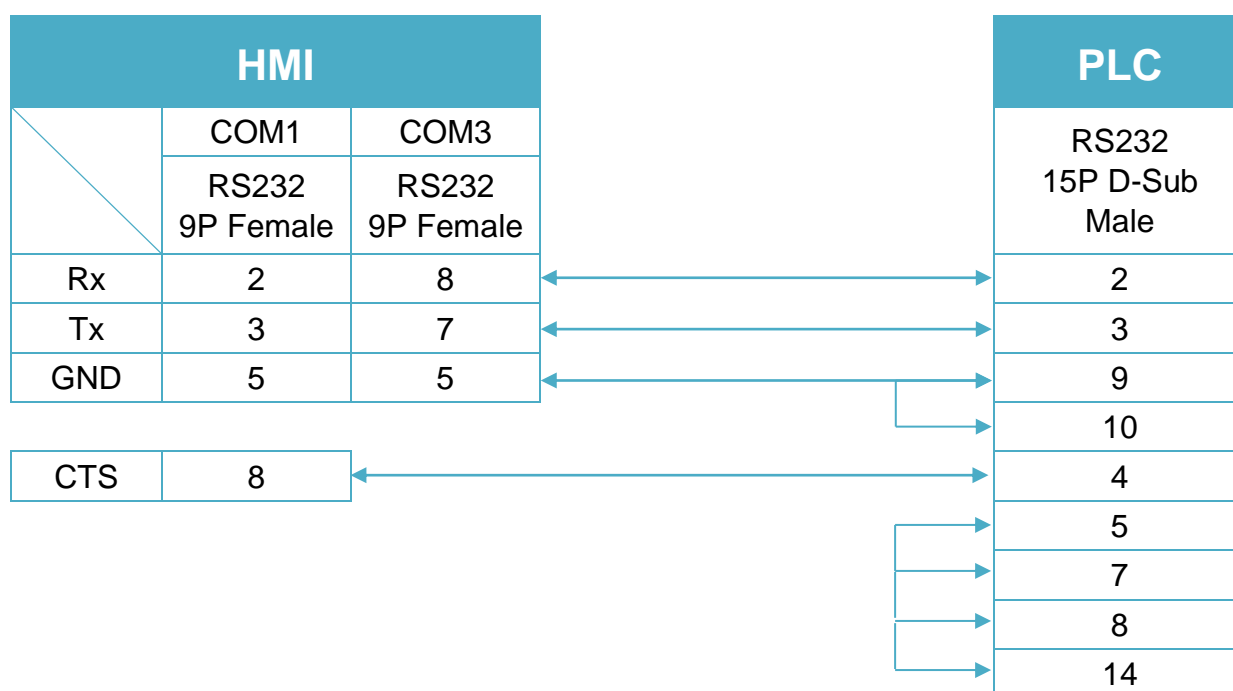 HMI
PLC
COM1 COM3
RS232
9P Female
RS232
9P Female
RS232
15P D-Sub
Male
Rx 2 8 2
Tx 3 7 3
GND 5 5 9
10
CTS 8 4
5
7
8
14